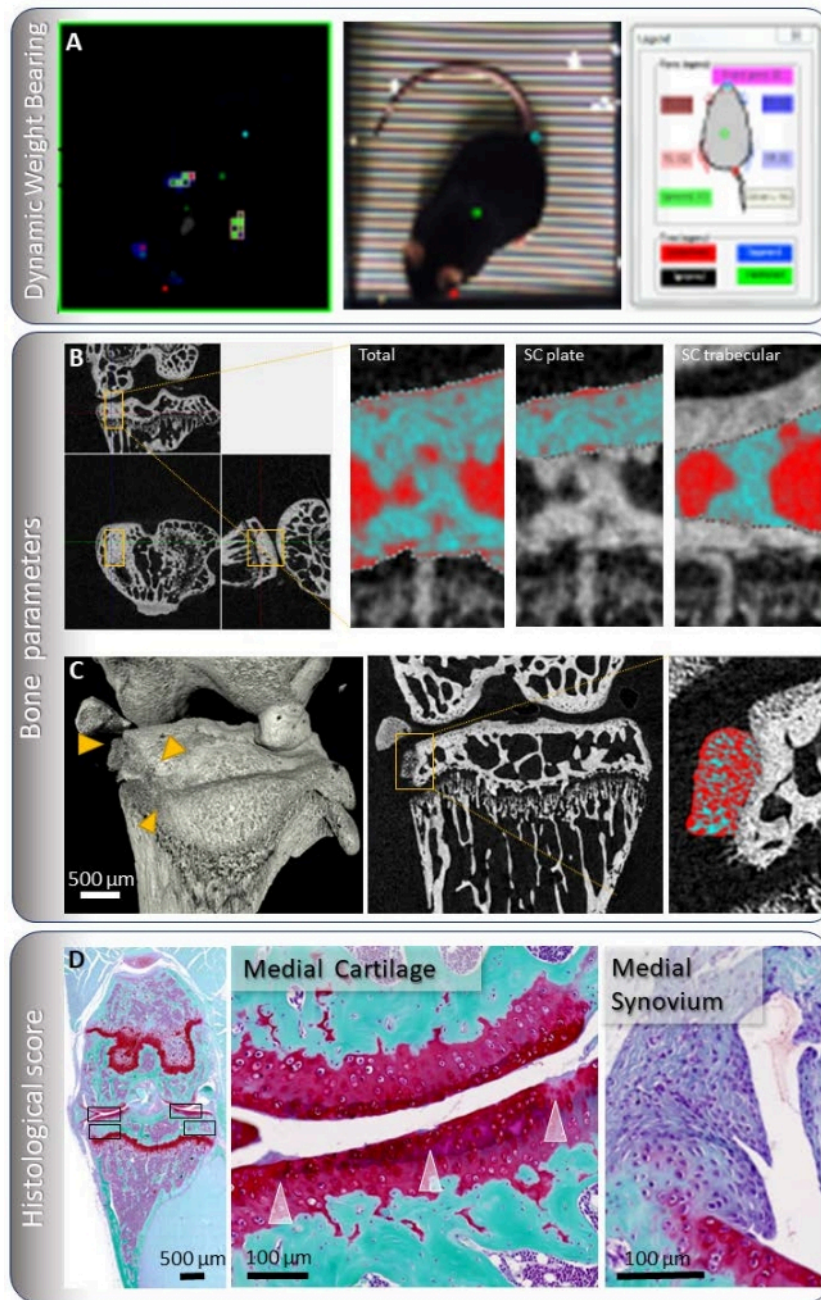 Dynamic Weight Bearing
A
Legend
Bone parameters
B
Total
SC plate
SC trabecular
C
500 µm
Histological score
D
Medial Cartilage
Medial
Synovium
500 µm
100 µm
100 µm